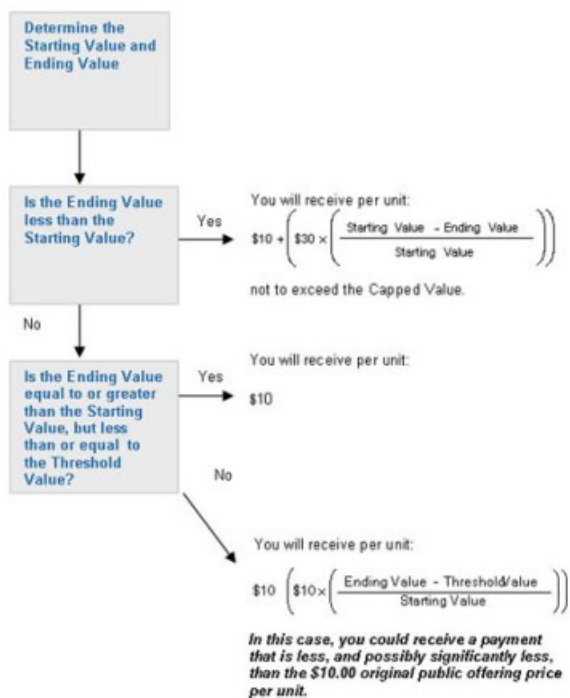 Determine the
Starting Value and
Ending Value
Is the Ending Value
less than the
Starting Value?
Yes
You will receive per unit:
$10 + ($30 × (Starting Value - Ending Value
Starting Value))
not to exceed the Capped Value.
No
Is the Ending Value
equal to or greater
than the Starting
Value, but less
than or equal to
the Threshold
Value?
Yes
You will receive per unit:
$10
No
You will receive per unit:
$10 ($10× (Ending Value - Threshold/alue
Starting Value))
In this case, you could receive a payment
that is less, and possibly significantly less,
than the $10.00 original public offering price
per unit.